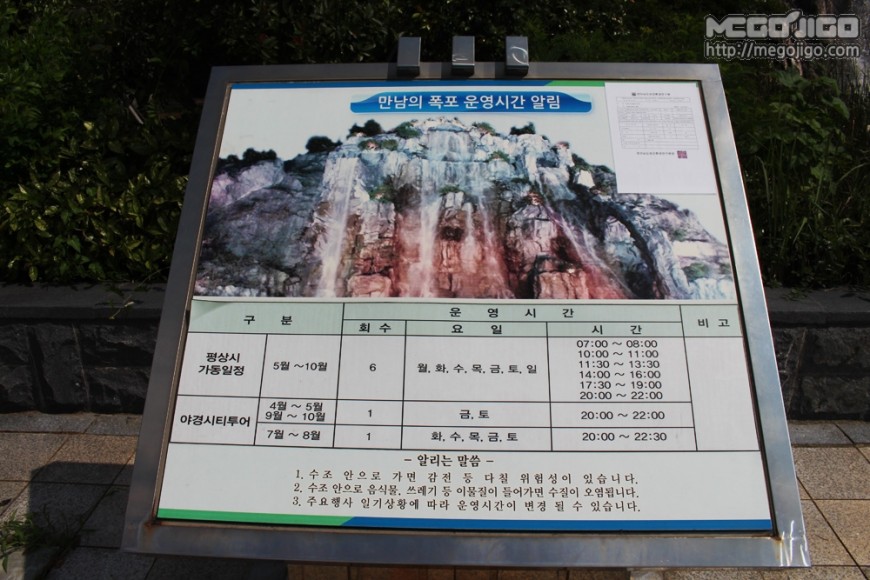 MEGOJIGO
http://megojigo.com
만남의 폭포 운영시간 알림
구 분
운 영 시 간
비 고
회 수
요 일
시 간
평상시
가동일정
5월 ~10월
6
월, 화, 수, 목, 금, 토, 일
07:00 ~ 08:00
10:00 ~ 11:00
11:30 ~ 13:30
14:00 ~ 16:00
17:30 ~ 19:00
20:00 ~ 22:00
야경시티투어
4월 ~ 5월
9월 ~ 10월
1
금, 토
20:00 ~ 22:00
7월 ~ 8월
1
화, 수, 목, 금, 토
20:00 ~ 22:30
- 알리는 말씀 -
1. 수조 안으로 가면 감전 등 다칠 위험성이 있습니다.
2. 수조 안으로 음식물, 쓰레기 등 이물질이 들어가면 수질이 오염됩니다.
3. 주요행사 일기상황에 따라 운영시간이 변경 될 수 있습니다.